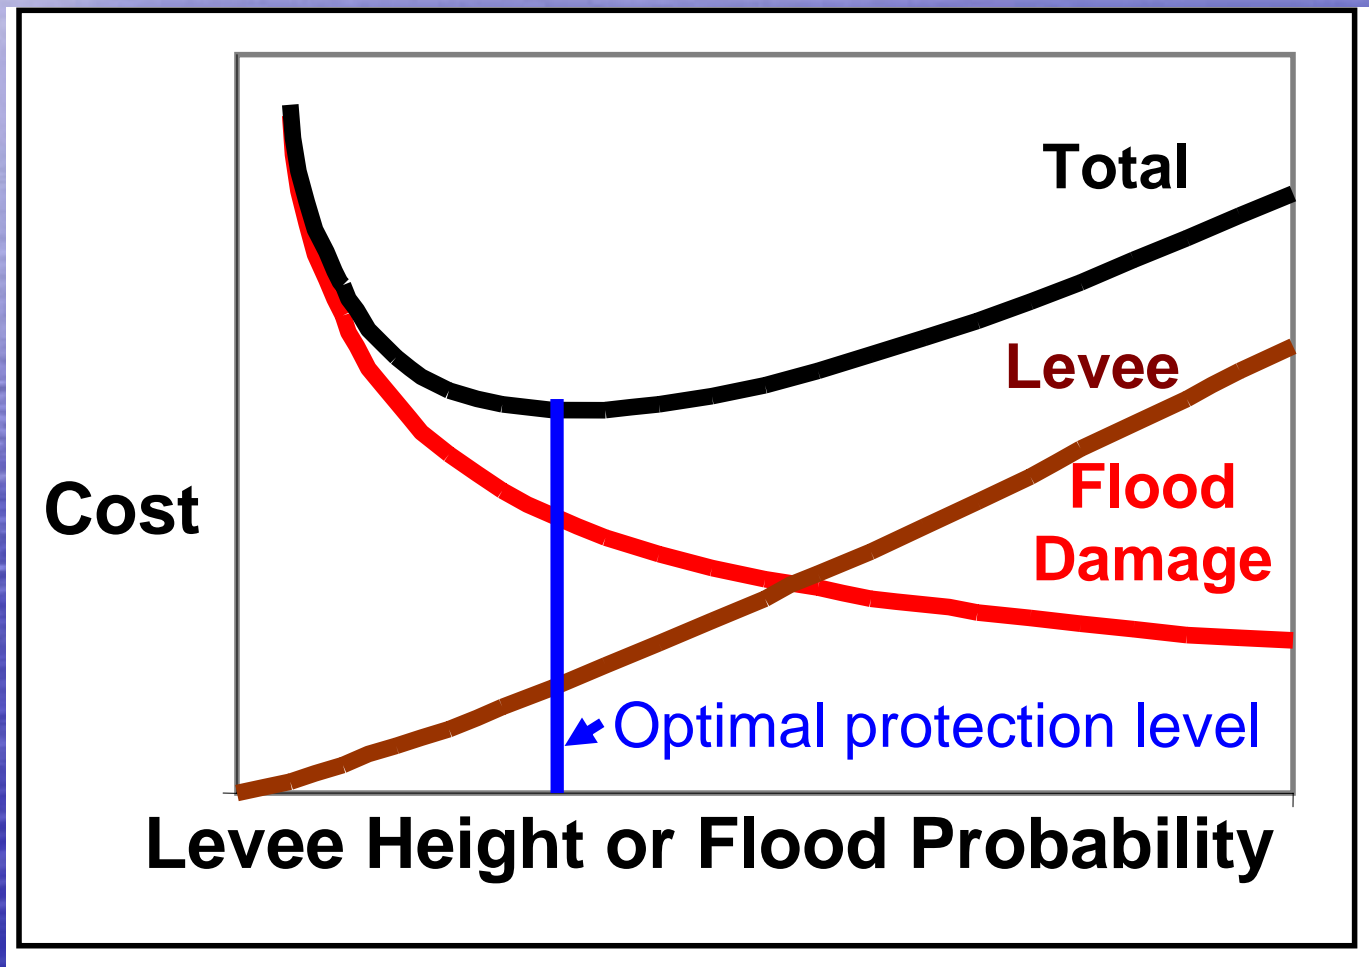 Total
Levee
Cost
Flood
Damage
Optimal protection level
Levee Height or Flood Probability